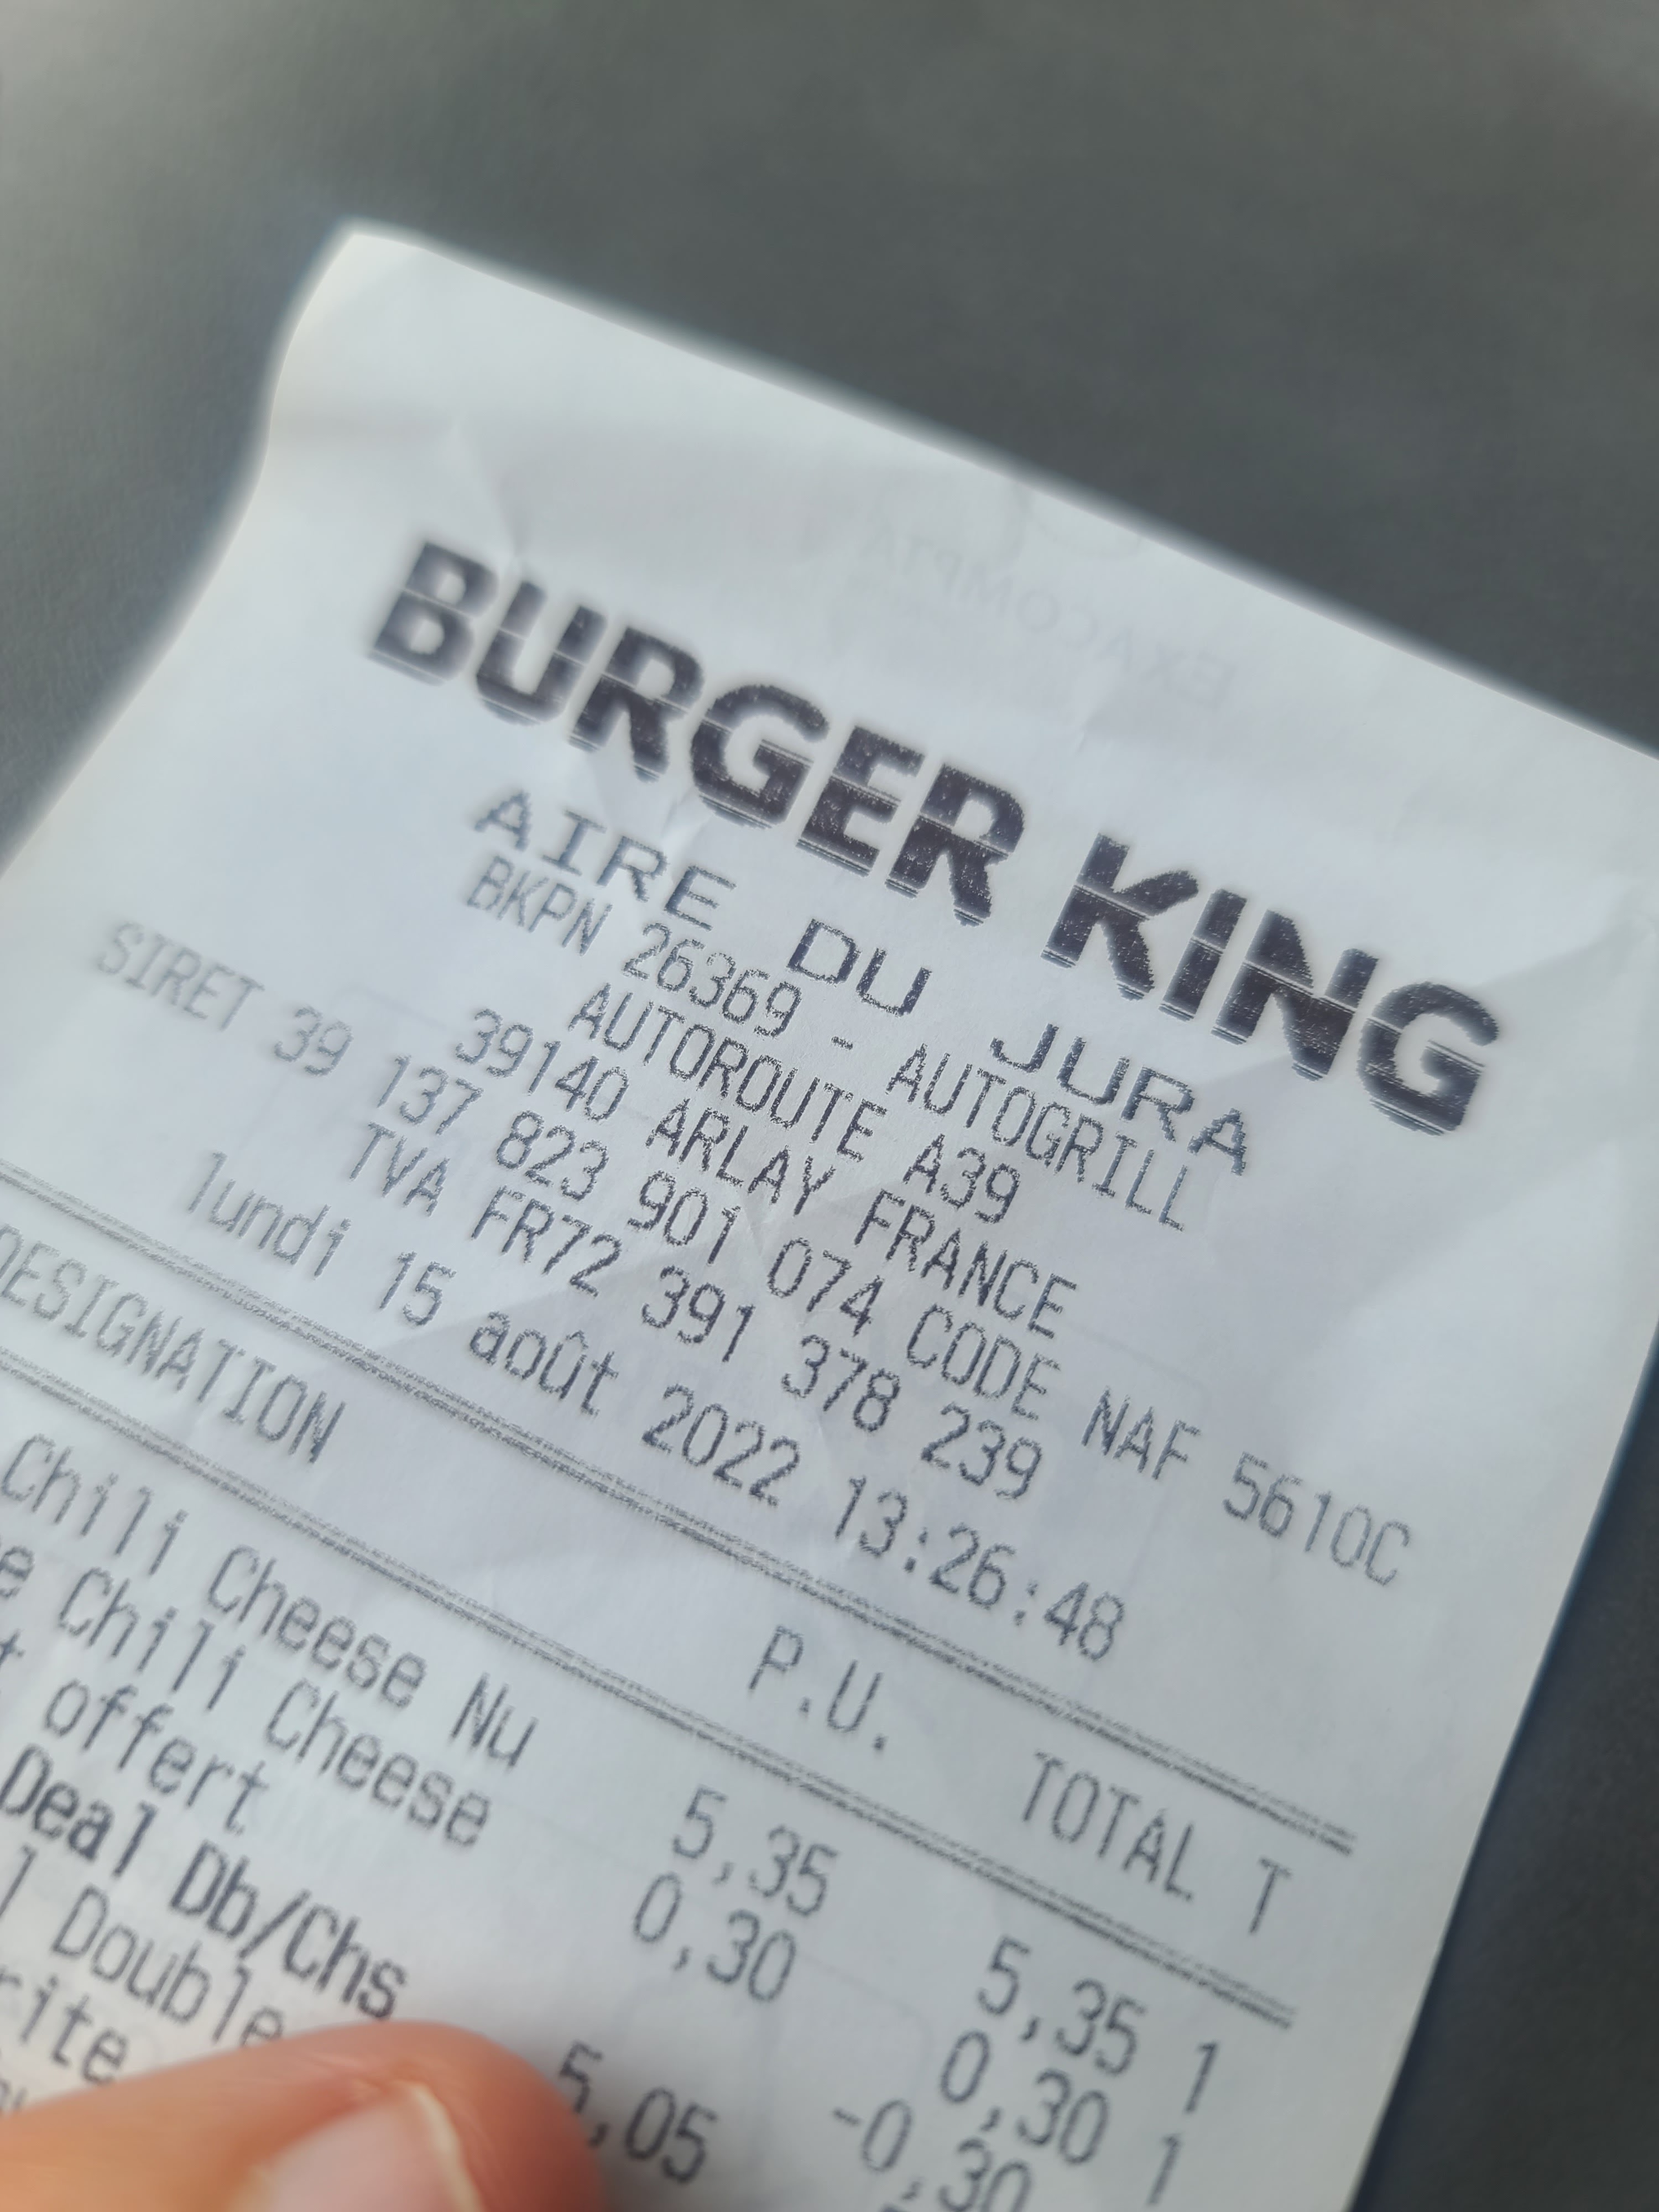 EXACOMPTA
BURGER KING
AIRE DU JURA
BKPN 26369 - AUTOGRILL
AUTOROUTE A39
39140 ARLAY FRANCE
SIRET 39 137 823 901 074 CODE NAF 5610C
TVA FR72 391 378 239
lundi 15 août 2022 13:26:48
DESIGNATION P.U. TOTAL T
Chili Cheese Nu 5,35 5,35 1
Chili Cheese 0,30 0,30 1
offert -0,30
Deal Db/Chs 5,05
Double